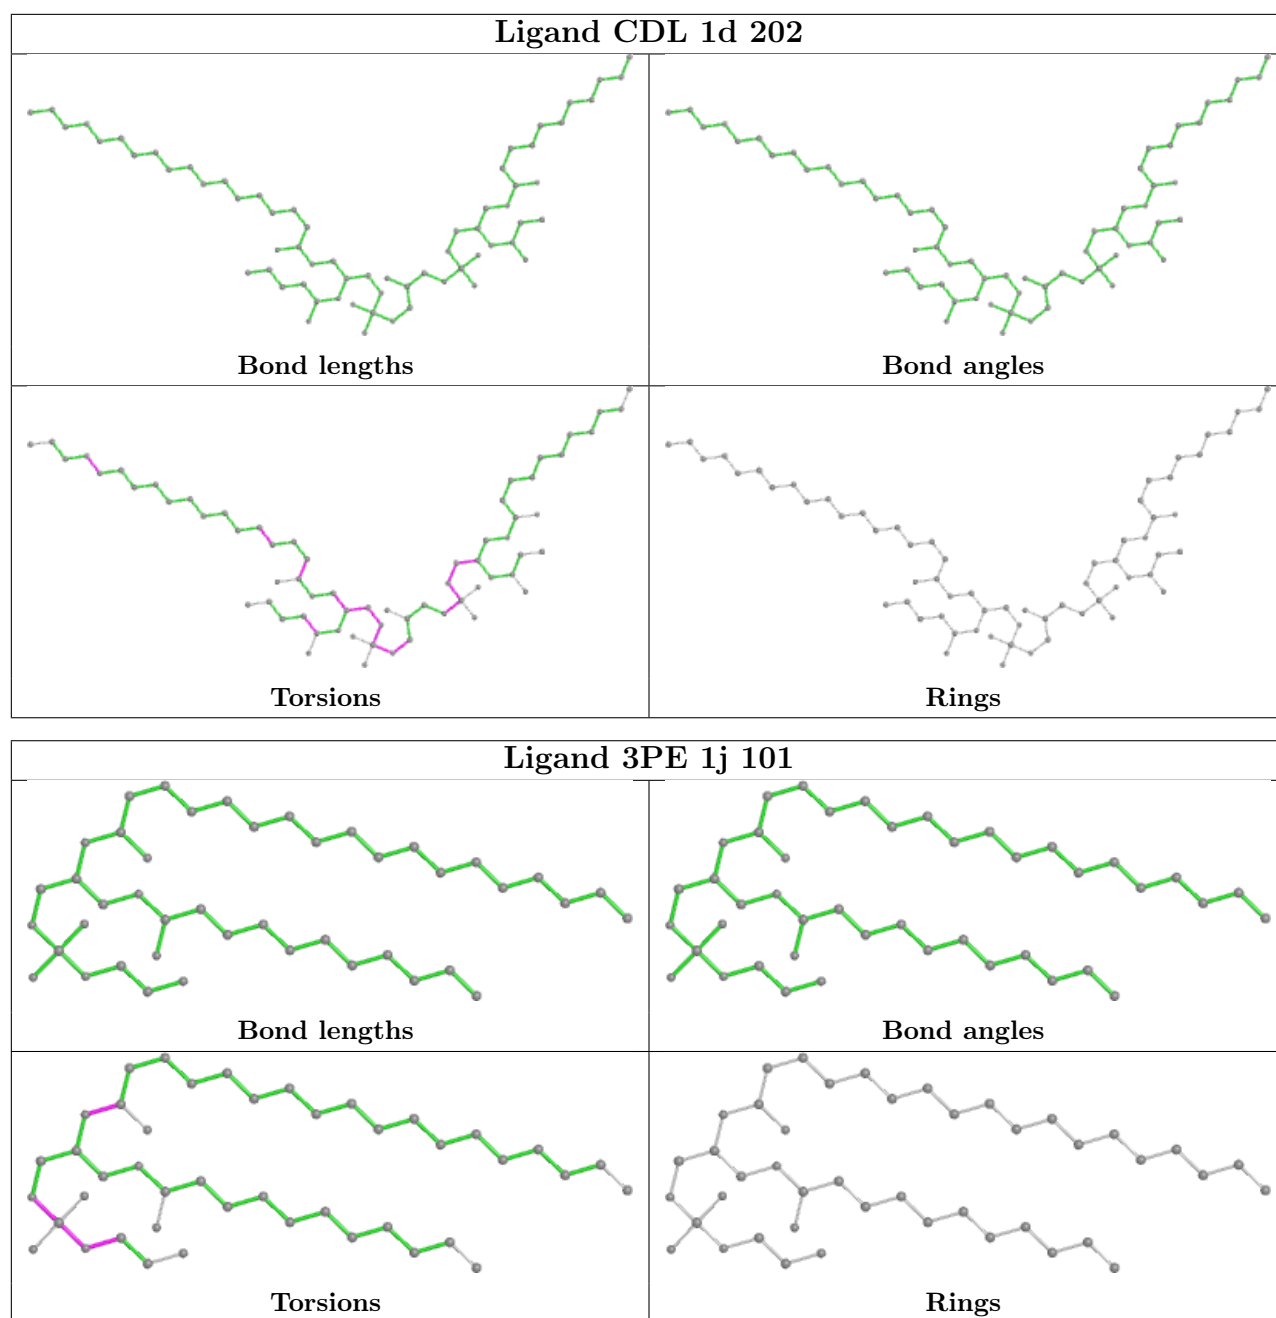 Ligand CDL 1d 202
Bond lengths
Bond angles
Torsions
Rings
Ligand 3PE 1j 101
Bond lengths
Bond angles
Torsions
Rings